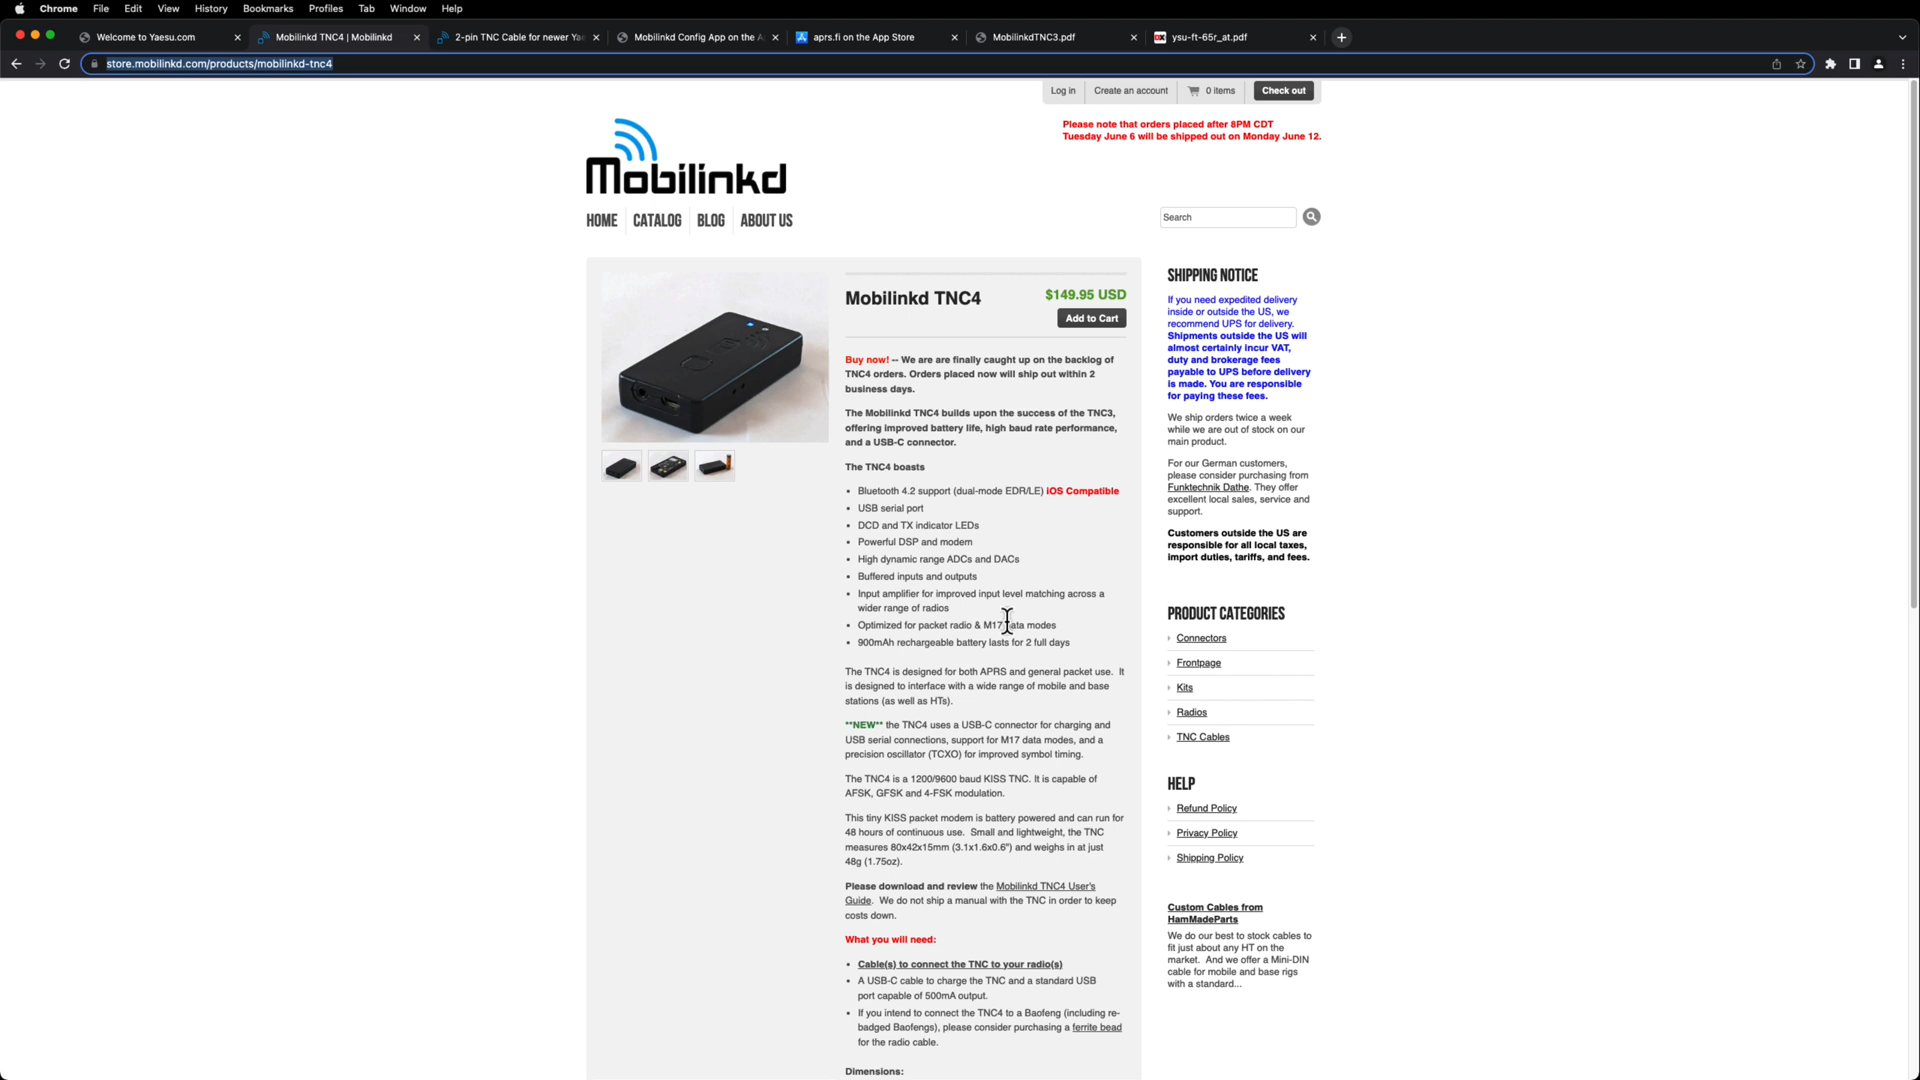 Chrome File Edit View History Bookmarks Profiles Tab Window Help
Welcome to Yaesu.com
Mobilinkd TNC4 | Mobilinkd
2-pin TNC Cable for newer Yae
Mobilinkd Config App on the A
aprs.fi on the App Store
MobilinkdTNC3.pdf
ysu-ft-65r_at.pdf
store.mobilinkd.com/products/mobilinkd-tnc4
Log in Create an account 0 items Check out
Please note that orders placed after 8PM CDT
Tuesday June 6 will be shipped out on Monday June 12.
Mobilinkd
HOME CATALOG BLOG ABOUT US
Search
Mobilinkd TNC4
$149.95 USD
Add to Cart
Buy now! -- We are are finally caught up on the backlog of
TNC4 orders. Orders placed now will ship out within 2
business days.
The Mobilinkd TNC4 builds upon the success of the TNC3,
offering improved battery life, high baud rate performance,
and a USB-C connector.
The TNC4 boasts
• Bluetooth 4.2 support (dual-mode EDR/LE) iOS Compatible
• USB serial port
• DCD and TX indicator LEDs
• Powerful DSP and modem
• High dynamic range ADCs and DACs
• Buffered inputs and outputs
• Input amplifier for improved input level matching across a
wider range of radios
• Optimized for packet radio & M17 data modes
• 900mAh rechargeable battery lasts for 2 full days
The TNC4 is designed for both APRS and general packet use. It
is designed to interface with a wide range of mobile and base
stations (as well as HTs).
**NEW** the TNC4 uses a USB-C connector for charging and
USB serial connections, support for M17 data modes, and a
precision oscillator (TCXO) for improved symbol timing.
The TNC4 is a 1200/9600 baud KISS TNC. It is capable of
AFSK, GFSK and 4-FSK modulation.
This tiny KISS packet modem is battery powered and can run for
48 hours of continuous use. Small and lightweight, the TNC
measures 80x42x15mm (3.1x1.6x0.6") and weighs in at just
48g (1.75oz).
Please download and review the Mobilinkd TNC4 User's
Guide. We do not ship a manual with the TNC in order to keep
costs down.
What you will need:
• Cable(s) to connect the TNC to your radio(s)
• A USB-C cable to charge the TNC and a standard USB
port capable of 500mA output.
• If you intend to connect the TNC4 to a Baofeng (including re-
badged Baofengs), please consider purchasing a ferrite bead
for the radio cable.
Dimensions:
SHIPPING NOTICE
If you need expedited delivery
inside or outside the US, we
recommend UPS for delivery.
Shipments outside the US will
almost certainly incur VAT,
duty and brokerage fees
payable to UPS before delivery
is made. You are responsible
for paying these fees.
We ship orders twice a week
while we are out of stock on our
main product.
For our German customers,
please consider purchasing from
Funktechnik Dathe. They offer
excellent local sales, service and
support.
Customers outside the US are
responsible for all local taxes,
import duties, tariffs, and fees.
PRODUCT CATEGORIES
Connectors
Frontpage
Kits
Radios
TNC Cables
HELP
Refund Policy
Privacy Policy
Shipping Policy
Custom Cables from
HamMadeParts
We do our best to stock cables to
fit just about any HT on the
market. And we offer a Mini-DIN
cable for mobile and base rigs
with a standard...